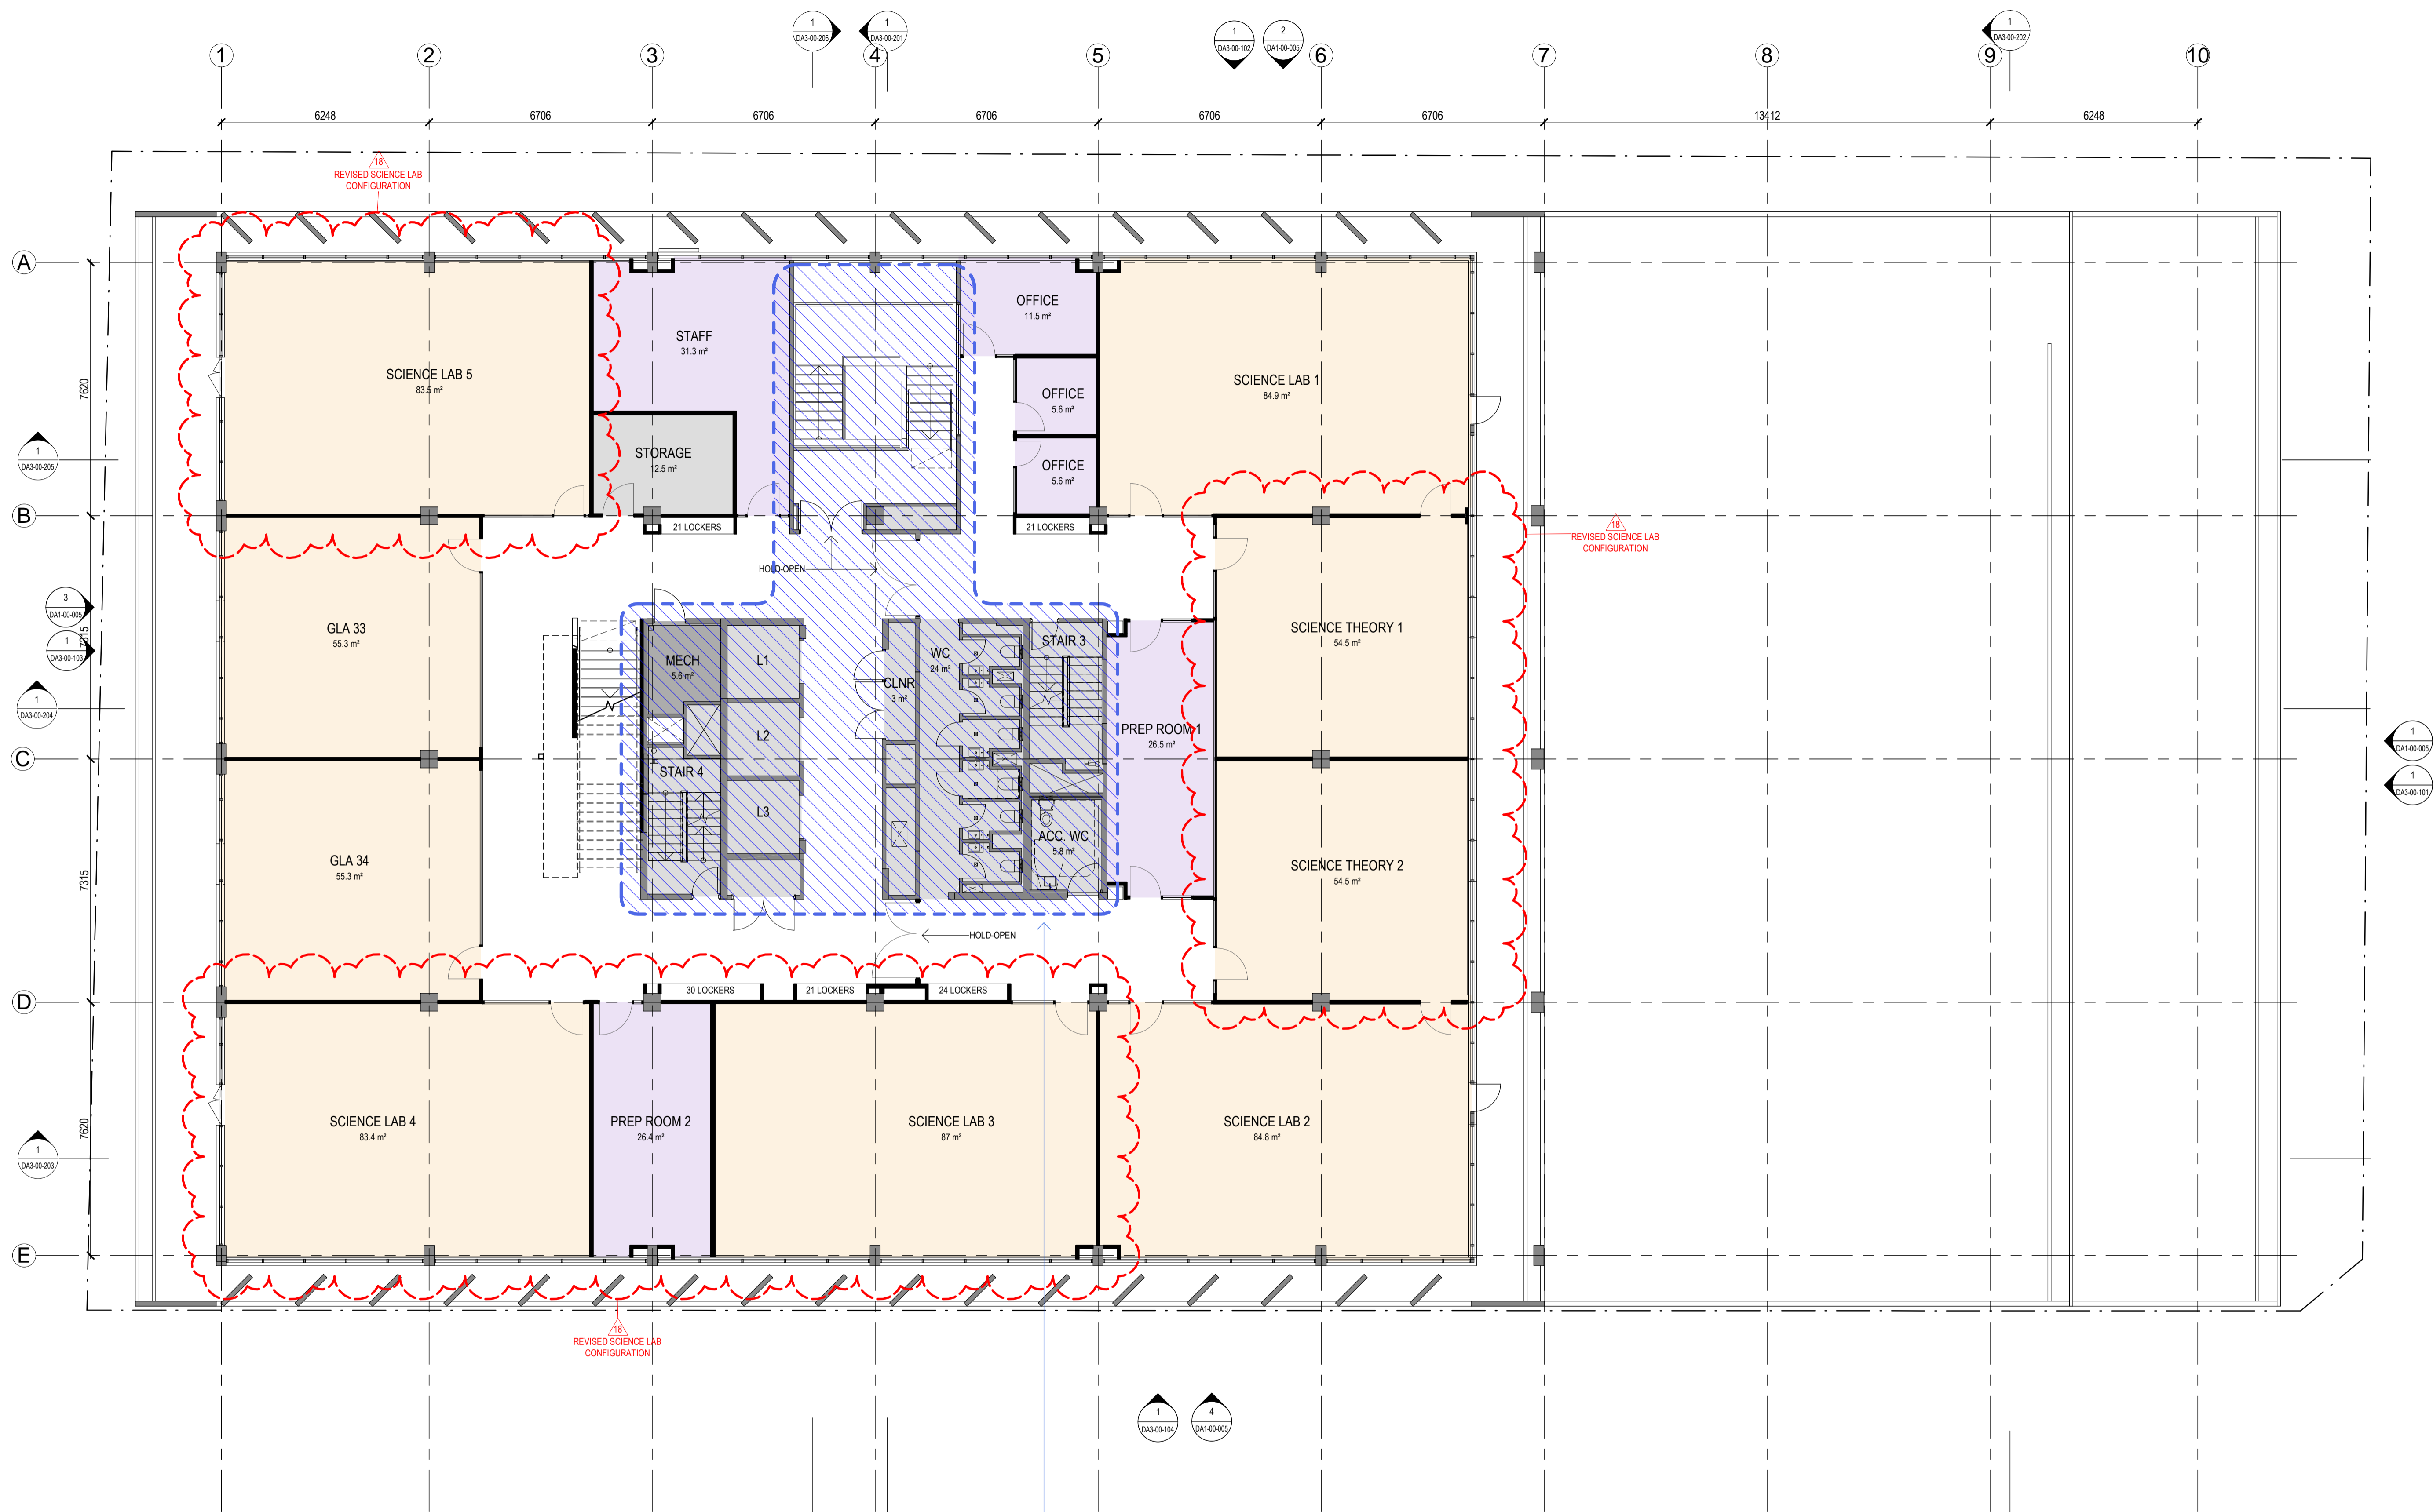 1
DA3-00-206
1
DA3-00-201
1
DA3-00-102
2
DA1-00-005
1
DA3-00-202
1
2
3
4
5
6
7
8
9
10
6248
6706
6706
6706
6706
6706
13412
6248
18
REVISED SCIENCE LAB
CONFIGURATION
A
B
C
D
E
7620
7315
7315
7620
1
DA3-00-205
3
DA1-00-005
1
DA3-00-103
1
DA3-00-204
1
DA3-00-203
SCIENCE LAB 5
83.5 m²
STAFF
31.3 m²
STORAGE
12.5 m²
OFFICE
11.5 m²
OFFICE
5.6 m²
OFFICE
5.6 m²
SCIENCE LAB 1
84.9 m²
21 LOCKERS
21 LOCKERS
18
REVISED SCIENCE LAB
CONFIGURATION
HOLD-OPEN
GLA 33
55.3 m²
MECH
5.6 m²
L1
L2
L3
CLNR
3 m²
WC
24 m²
STAIR 3
STAIR 4
PREP ROOM 1
26.5 m²
SCIENCE THEORY 1
54.5 m²
ACC. WC
5.8 m²
GLA 34
55.3 m²
SCIENCE THEORY 2
54.5 m²
HOLD-OPEN
30 LOCKERS
21 LOCKERS
24 LOCKERS
SCIENCE LAB 4
83.4 m²
PREP ROOM 2
26.4 m²
SCIENCE LAB 3
87 m²
SCIENCE LAB 2
84.8 m²
1
DA1-00-005
1
DA3-00-101
18
REVISED SCIENCE LAB
CONFIGURATION
1
DA3-00-104
4
DA1-00-005